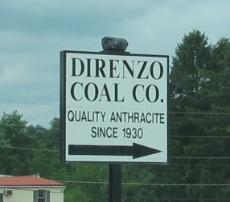 DIRENZO
COAL CO.
QUALITY ANTHRACITE
SINCE 1930